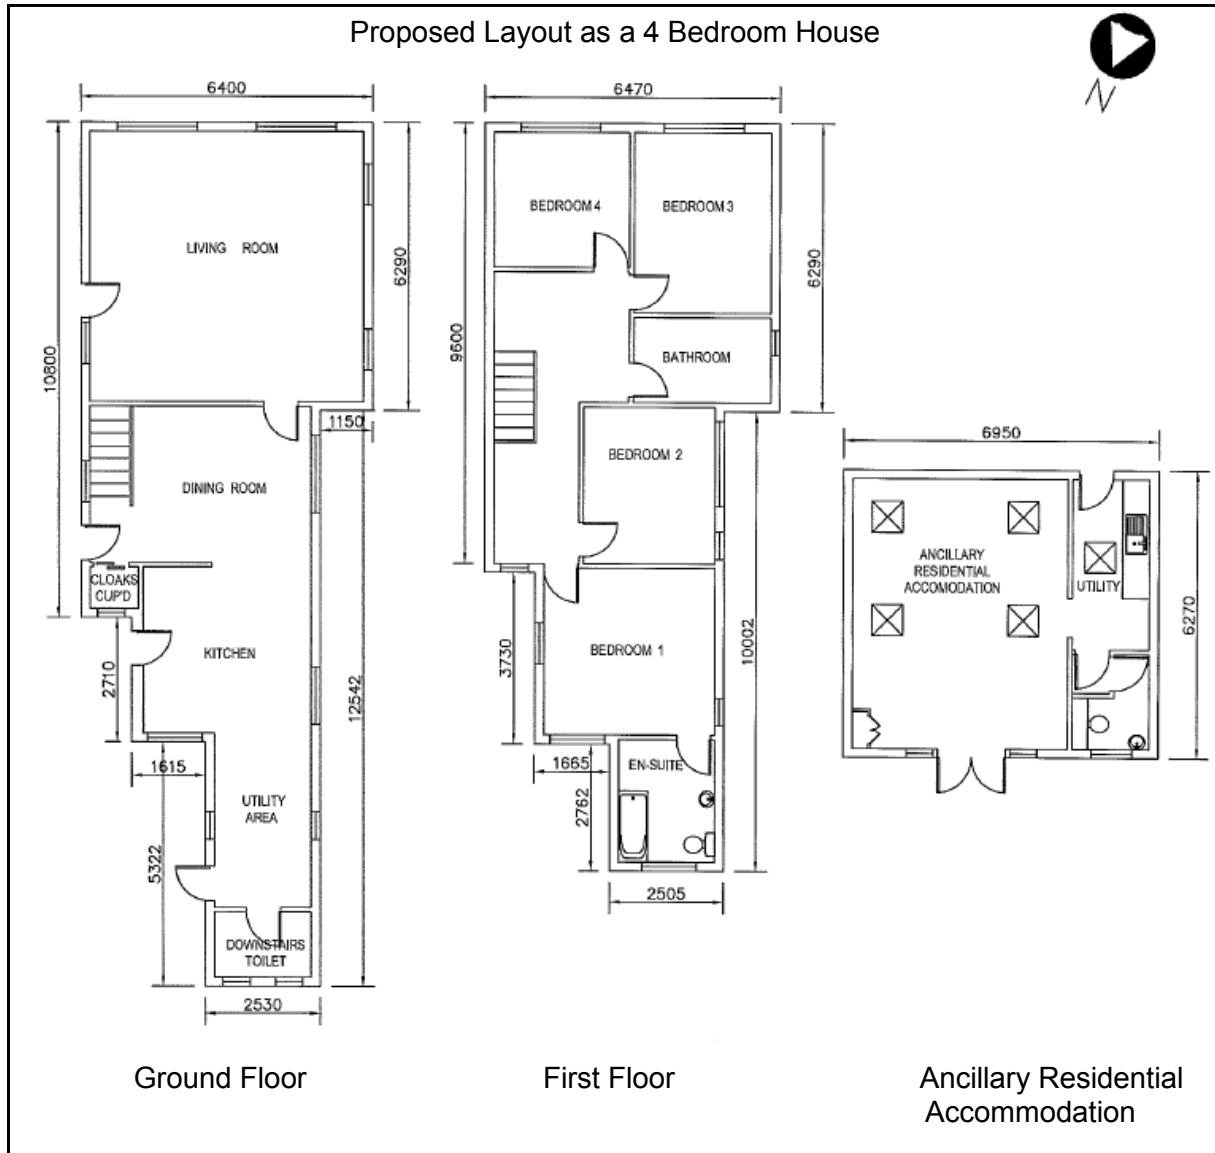 Proposed Layout as a 4 Bedroom House
N
6400
10800
LIVING ROOM
6290
1150
DINING ROOM
CLOAKS
CUP'D
KITCHEN
2710
12542
1615
UTILITY
AREA
5322
DOWNSTAIRS
TOILET
2530
Ground Floor
6470
BEDROOM 4
BEDROOM 3
6290
9600
BATHROOM
BEDROOM 2
BEDROOM 1
10002
3730
1665
EN-SUITE
2762
2505
First Floor
6950
ANCILLARY
RESIDENTIAL
ACCOMODATION
UTILITY
6270
Ancillary Residential
Accommodation